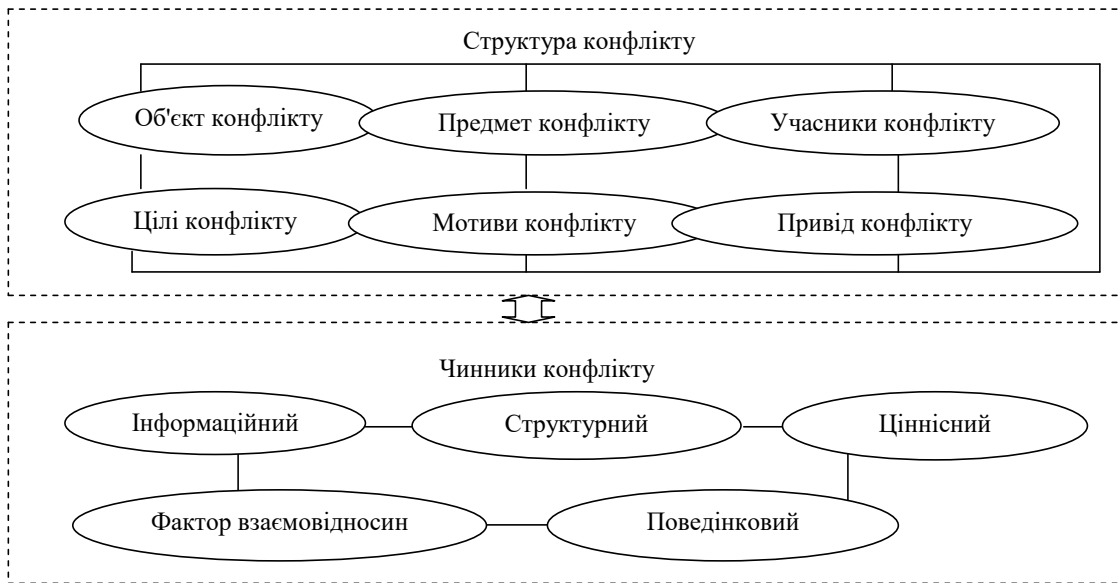 Структура конфлікту
Об'єкт конфлікту
Предмет конфлікту
Учасники конфлікту
Цілі конфлікту
Мотиви конфлікту
Привід конфлікту
Чинники конфлікту
Інформаційний
Структурний
Ціннісний
Фактор взаємовідносин
Поведінковий